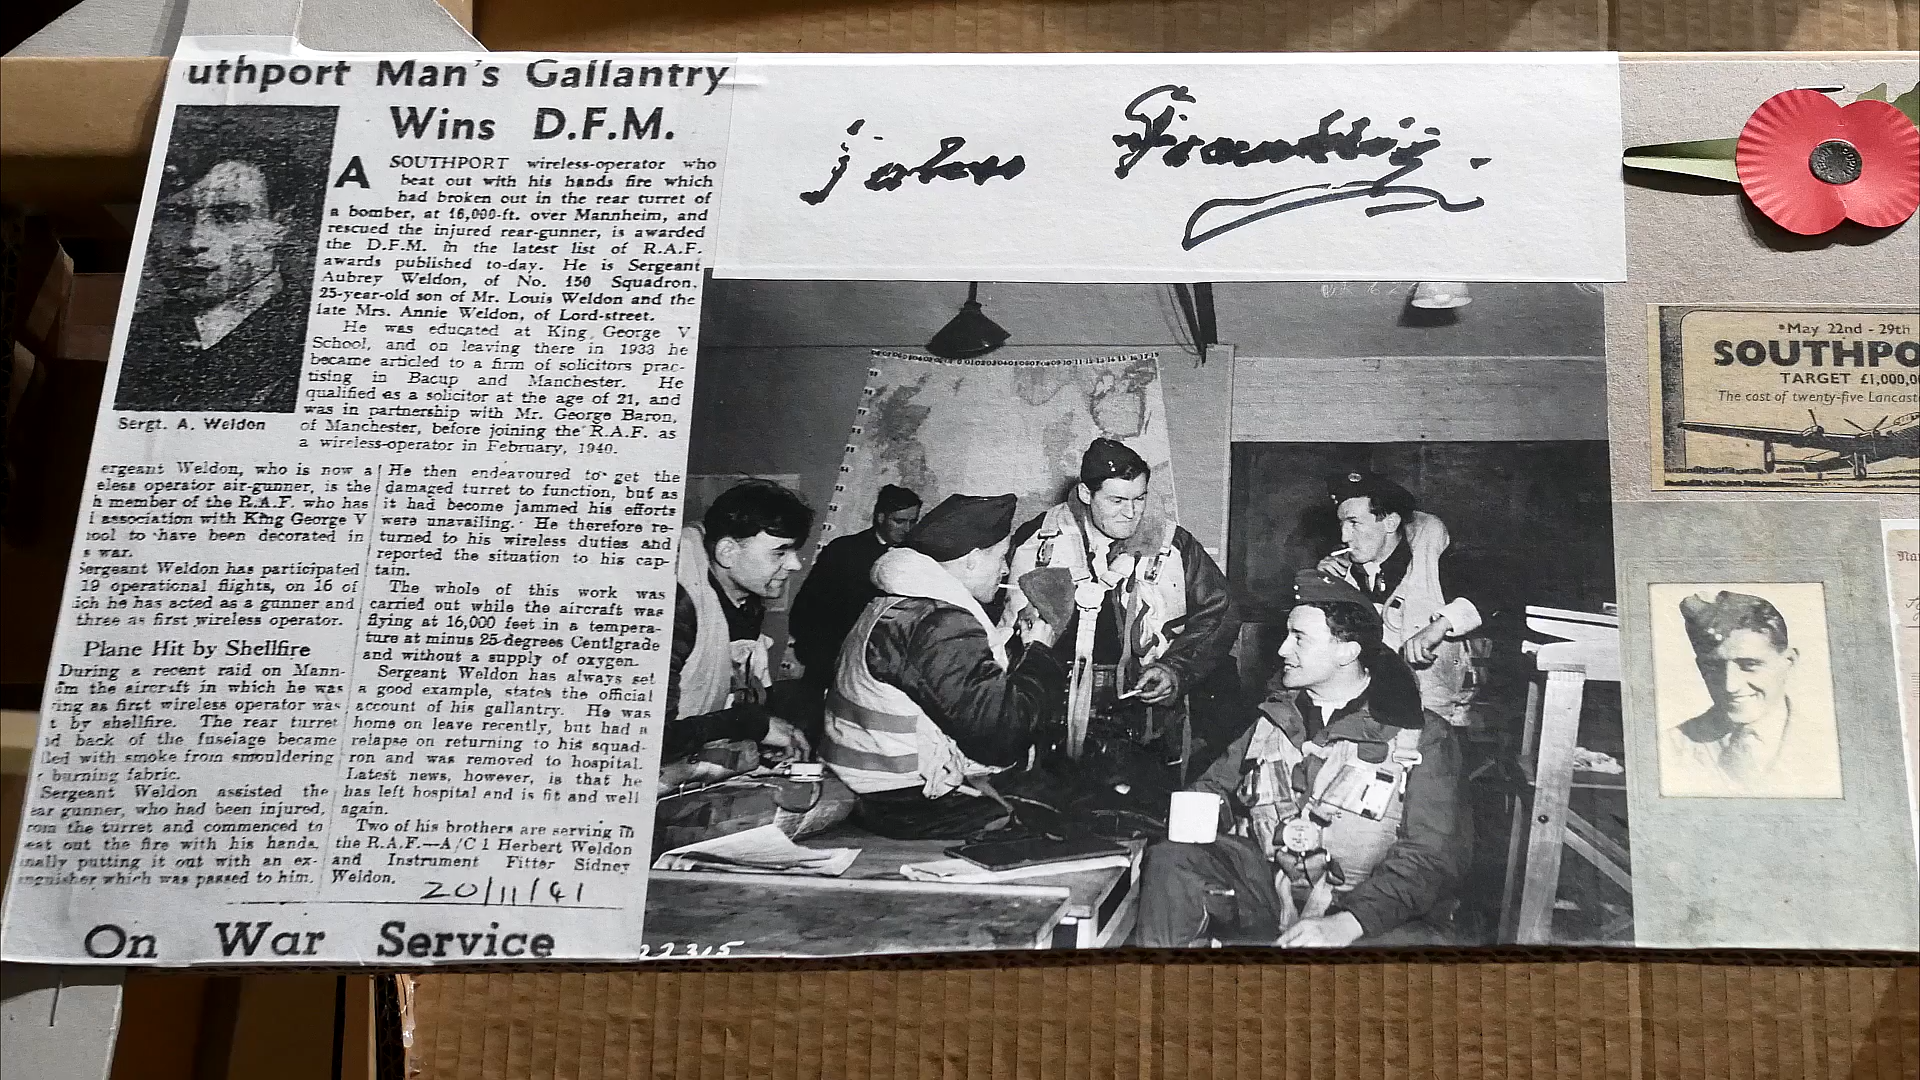 uthport Man's Gallantry
Wins D.F.M.
A SOUTHPORT wireless-operator who
beat out with his hands fire which
had broken out in the rear turret of
a bomber, at 16,000-ft. over Mannheim, and
rescued the injured rear-gunner, is awarded
the D.F.M. in the latest list of R.A.F.
awards published to-day. He is Sergeant
Aubrey Weldon, of No. 150 Squadron,
25-year-old son of Mr. Louis Weldon and the
late Mrs. Annie Weldon, of Lord-street.
He was educated at King George V
School, and on leaving there in 1933 he
became articled to a firm of solicitors prac-
tising in Bacup and Manchester. He
qualified as a solicitor at the age of 21, and
was in partnership with Mr. George Baron,
of Manchester, before joining the R.A.F. as
a wireless-operator in February, 1940.
Sergt. A. Weldon
ergeant Weldon, who is now a
eless operator air-gunner, is the
h member of the R.A.F. who has
association with King George V
ool to have been decorated in
s war.
Sergeant Weldon has participated
19 operational flights, on 16 of
ich he has acted as a gunner and
three as first wireless operator.
Plane Hit by Shellfire
During a recent raid on Mann-
im the aircraft in which he was
ring as first wireless operator was
t by shellfire. The rear turret
d back of the fuselage became
lled with smoke from smouldering
r burning fabric.
Sergeant Weldon assisted the
ear gunner, who had been injured,
rom the turret and commenced to
eat out the fire with his hands,
nally putting it out with an ex-
inguisher which was passed to him.
He then endeavoured to get the
damaged turret to function, but as
it had become jammed his efforts
were unavailing. He therefore re-
turned to his wireless duties and
reported the situation to his cap-
tain.
The whole of this work was
carried out while the aircraft was
flying at 16,000 feet in a tempera-
ture at minus 25 degrees Centigrade
and without a supply of oxygen.
Sergeant Weldon has always set
a good example, states the official
account of his gallantry. He was
home on leave recently, but had a
relapse on returning to his squad-
ron and was removed to hospital.
Latest news, however, is that he
has left hospital and is fit and well
again.
Two of his brothers are serving in
the R.A.F.—A/C 1 Herbert Weldon
and Instrument Fitter Sidney
Weldon.
20/11/41
On War Service
22315
May 22nd - 29th
SOUTHPO
TARGET £1,000,0
The cost of twenty-five Lancast